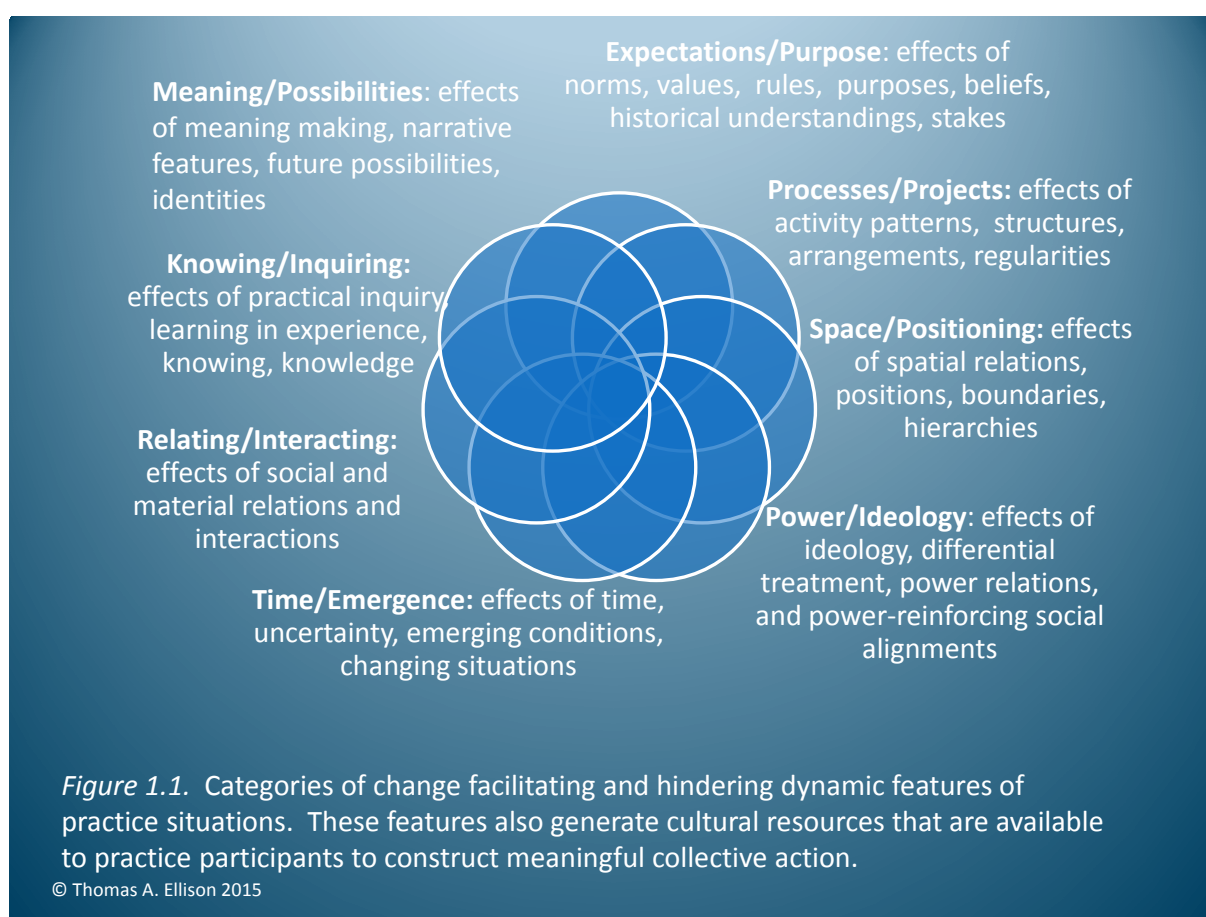 Meaning/Possibilities: effects
of meaning making, narrative
features, future possibilities,
identities
Expectations/Purpose: effects of
norms, values, rules, purposes, beliefs,
historical understandings, stakes
Processes/Projects: effects of
activity patterns, structures,
arrangements, regularities
Knowing/Inquiring:
effects of practical inquiry,
learning in experience,
knowing, knowledge
Space/Positioning: effects
of spatial relations,
positions, boundaries,
hierarchies
Relating/Interacting:
effects of social and
material relations and
interactions
Power/Ideology: effects of
ideology, differential
treatment, power relations,
and power-reinforcing social
alignments
Time/Emergence: effects of time,
uncertainty, emerging conditions,
changing situations
Figure 1.1. Categories of change facilitating and hindering dynamic features of
practice situations. These features also generate cultural resources that are available
to practice participants to construct meaningful collective action.
© Thomas A. Ellison 2015